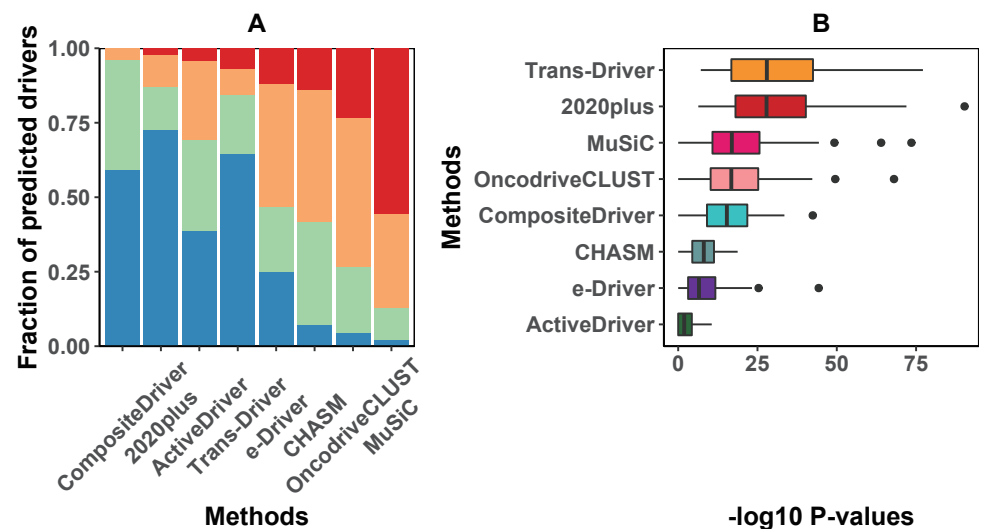 A
Fraction of predicted drivers
1.00
0.75
0.50
0.25
0.00
CompositeDriver
2020plus
ActiveDriver
Trans-Driver
e-Driver
CHASM
OncodriveCLUST
MuSiC
Methods
B
Methods
Trans-Driver
2020plus
MuSiC
OncodriveCLUST
CompositeDriver
CHASM
e-Driver
ActiveDriver
0
25
50
75
-log10 P-values